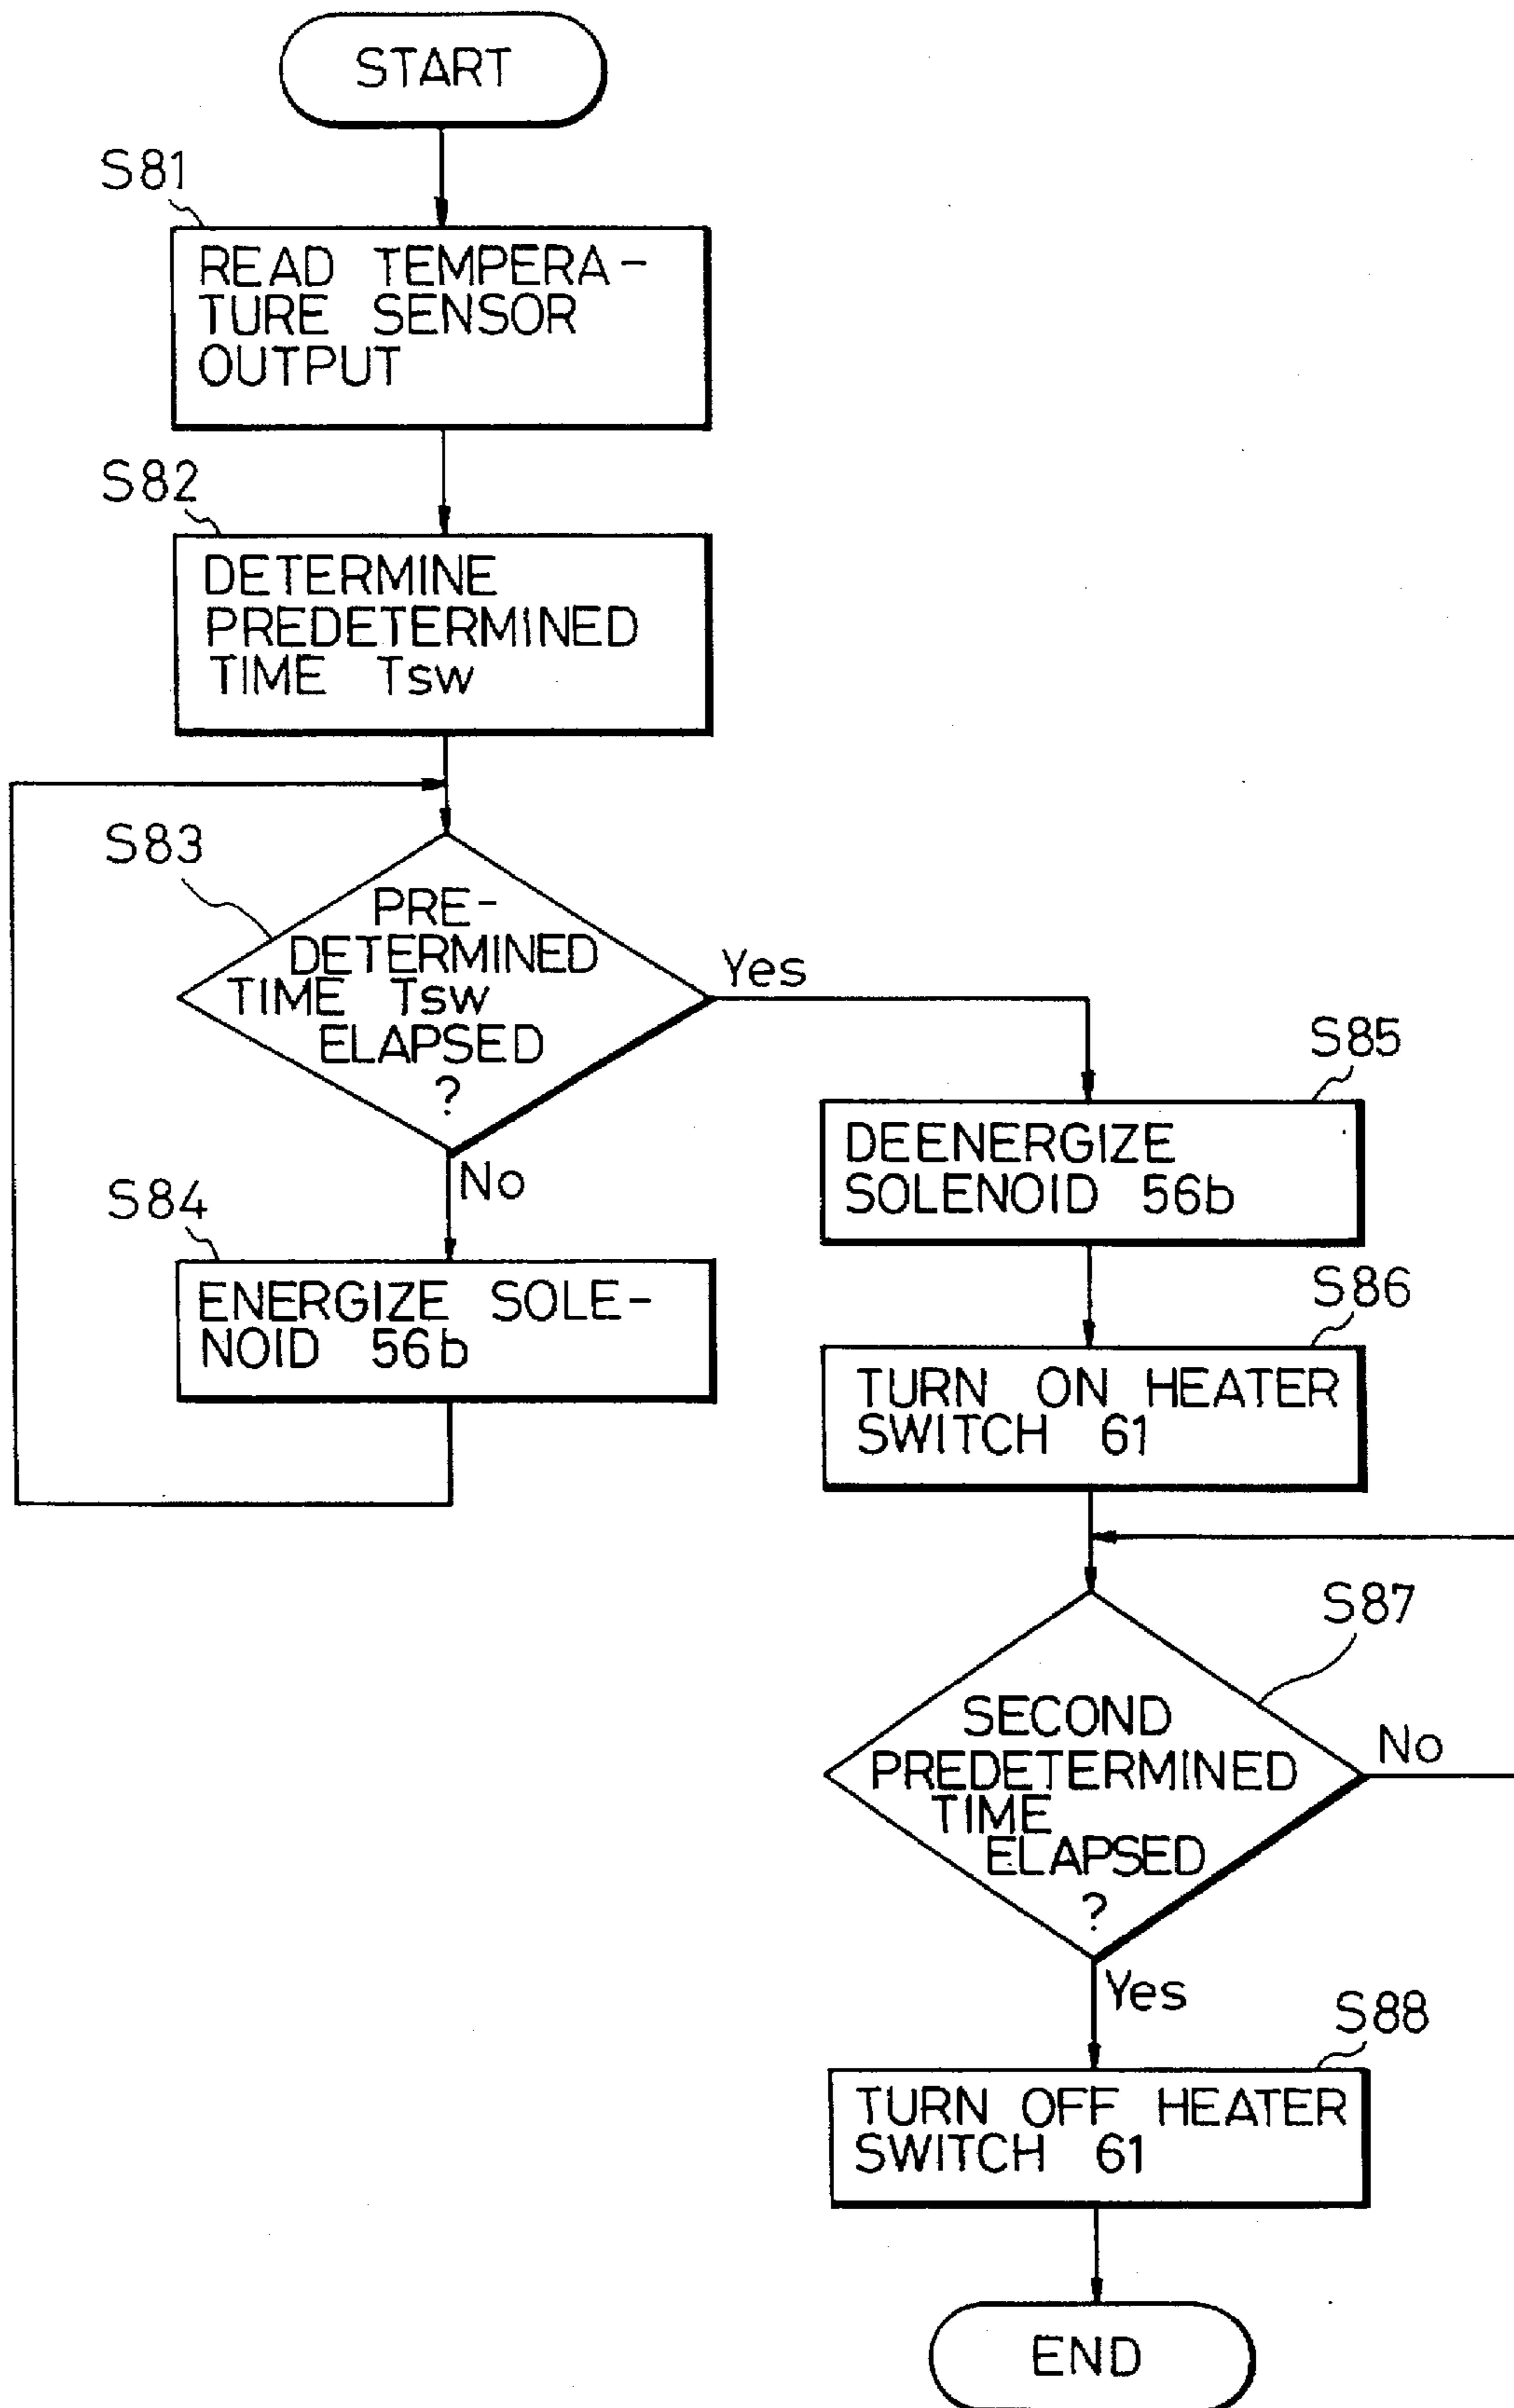 START
S81
READ TEMPERA-
TURE SENSOR
OUTPUT
S82
DETERMINE
PREDETERMINED
TIME Tsw
S83
PRE-
DETERMINED
TIME Tsw
ELAPSED
?
Yes
No
S84
ENERGIZE SOLE-
NOID 56b
S85
DEENERGIZE
SOLENOID 56b
S86
TURN ON HEATER
SWITCH 61
S87
SECOND
PREDETERMINED
TIME
ELAPSED
?
No
Yes
S88
TURN OFF HEATER
SWITCH 61
END